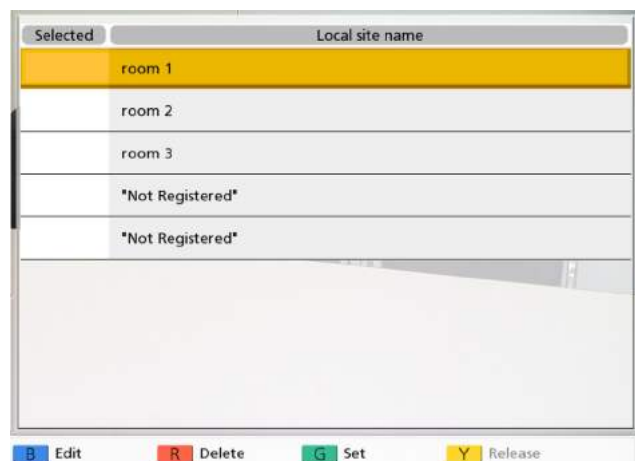 Selected Local site name
room 1
room 2
room 3
"Not Registered"
"Not Registered"
B Edit R Delete G Set Y Release